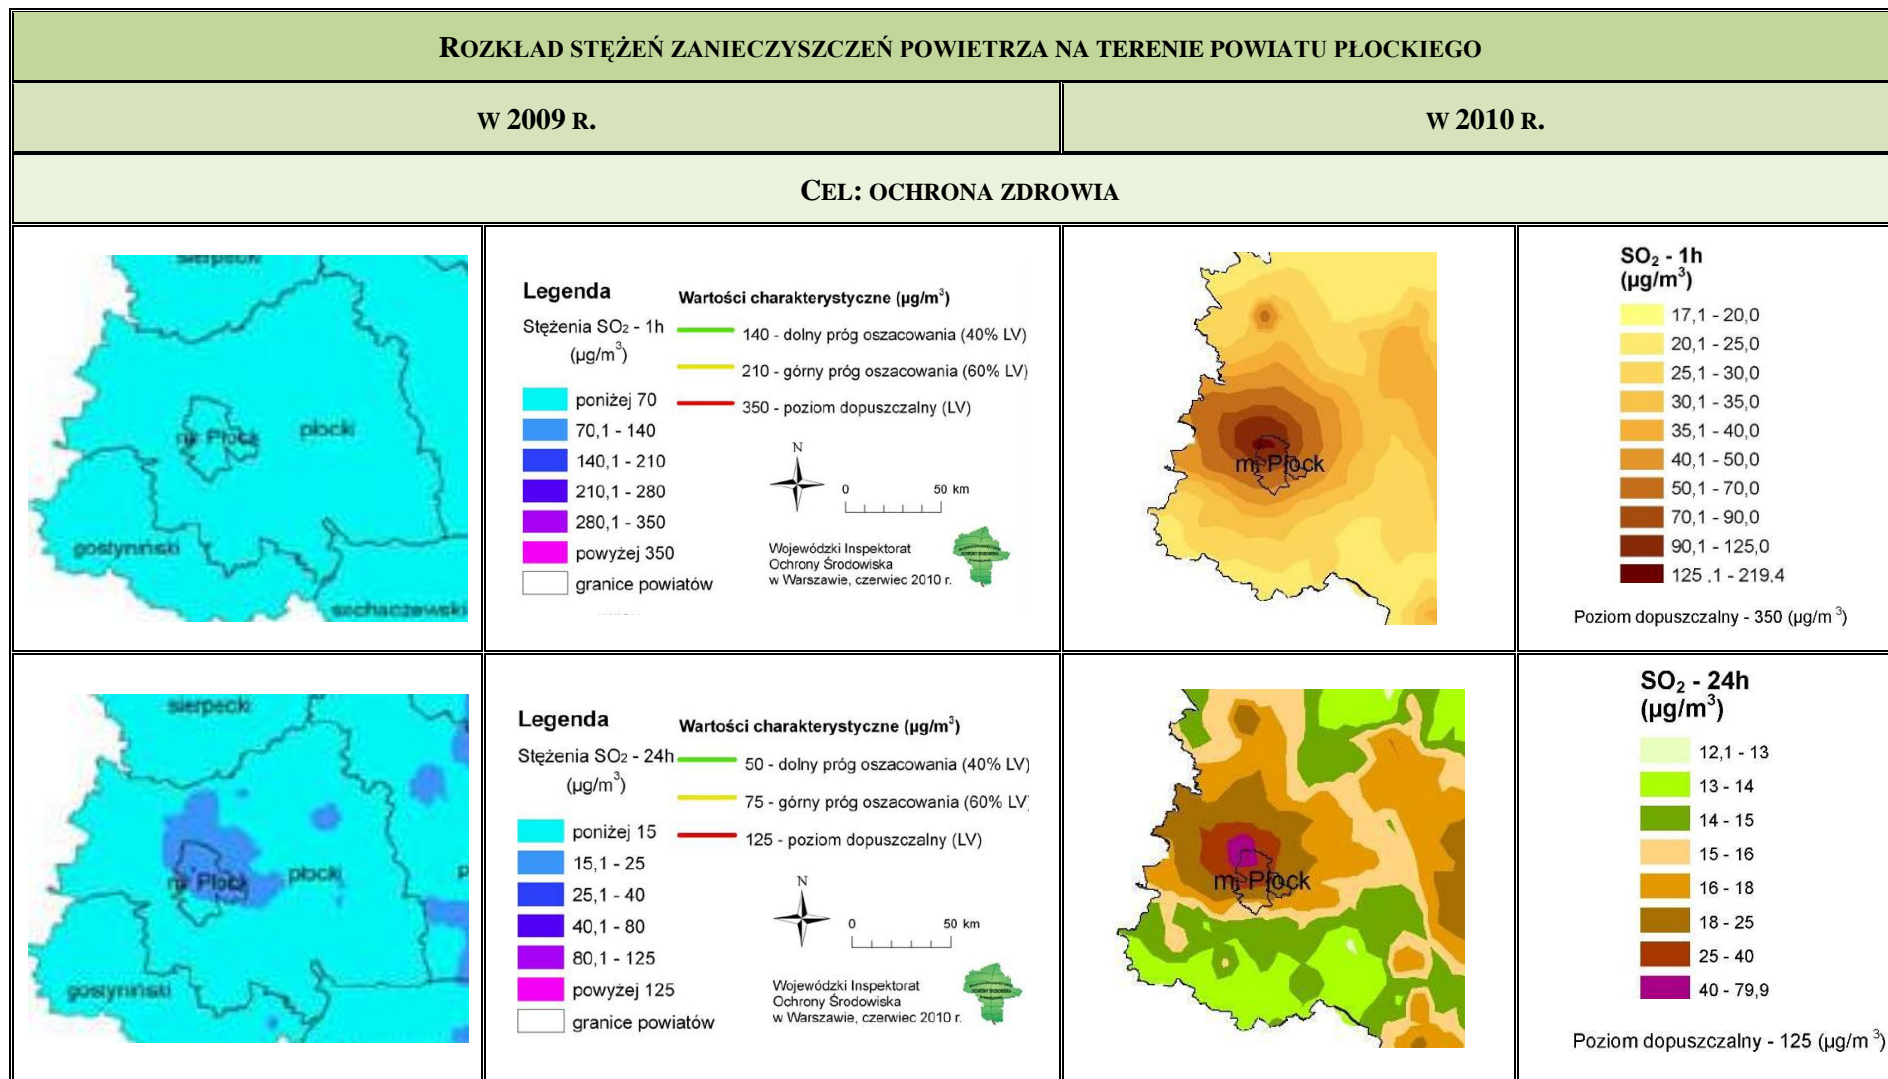 ROZKŁAD STĘŻEŃ ZANIECZYSZCZEŃ POWIETRZA NA TERENIE POWIATU PŁOCKIEGO
W 2009 R.
W 2010 R.
CEL: OCHRONA ZDROWIA
sierpecki
m. Płock
płocki
gostyniński
sochaczewski
Legenda
Stężenia SO2 - 1h
(µg/m³)
poniżej 70
70,1 - 140
140,1 - 210
210,1 - 280
280,1 - 350
powyżej 350
granice powiatów
Wartości charakterystyczne (µg/m³)
140 - dolny próg oszacowania (40% LV)
210 - górny próg oszacowania (60% LV)
350 - poziom dopuszczalny (LV)
N
0 50 km
Wojewódzki Inspektorat
Ochrony Środowiska
w Warszawie, czerwiec 2010 r.
m. Płock
SO₂ - 1h
(µg/m³)
17,1 - 20,0
20,1 - 25,0
25,1 - 30,0
30,1 - 35,0
35,1 - 40,0
40,1 - 50,0
50,1 - 70,0
70,1 - 90,0
90,1 - 125,0
125 ,1 - 219,4
Poziom dopuszczalny - 350 (µg/m ³)
sierpecki
m. Płock
płocki
p
gostyniński
Legenda
Stężenia SO2 - 24h
(µg/m³)
poniżej 15
15,1 - 25
25,1 - 40
40,1 - 80
80,1 - 125
powyżej 125
granice powiatów
Wartości charakterystyczne (µg/m³)
50 - dolny próg oszacowania (40% LV)
75 - górny próg oszacowania (60% LV)
125 - poziom dopuszczalny (LV)
N
0 50 km
Wojewódzki Inspektorat
Ochrony Środowiska
w Warszawie, czerwiec 2010 r.
m. Płock
SO₂ - 24h
(µg/m³)
12,1 - 13
13 - 14
14 - 15
15 - 16
16 - 18
18 - 25
25 - 40
40 - 79,9
Poziom dopuszczalny - 125 (µg/m ³)